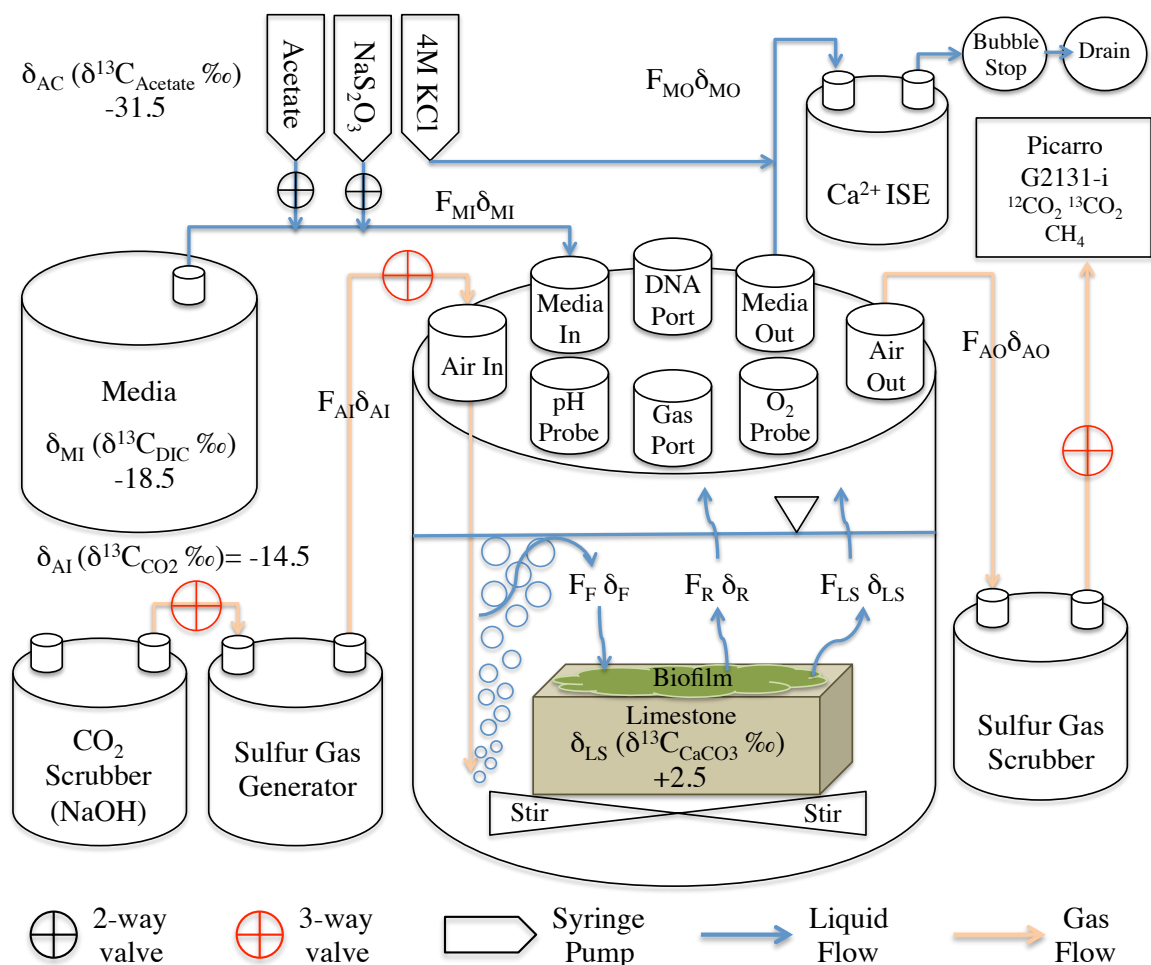 δAC (δ¹³CAcetate ‰)
-31.5
Acetate
NaS₂O₃
4M KCl
FMOδMO
Bubble
Stop
Drain
Ca²⁺ ISE
Picarro
G2131-i
¹²CO₂ ¹³CO₂
CH₄
FMIδMI
Media
δMI (δ¹³CDIC ‰)
-18.5
FAIδAI
Air In
Media
In
DNA
Port
Media
Out
Air
Out
pH
Probe
Gas
Port
O₂
Probe
FAOδAO
δAI (δ¹³CCO2 ‰)= -14.5
FF δF
FR δR
FLS δLS
Biofilm
Limestone
δLS (δ¹³CCaCO3 ‰)
+2.5
Stir
Stir
CO₂
Scrubber
(NaOH)
Sulfur Gas
Generator
Sulfur Gas
Scrubber
2-way
valve
3-way
valve
Syringe
Pump
Liquid
Flow
Gas
Flow